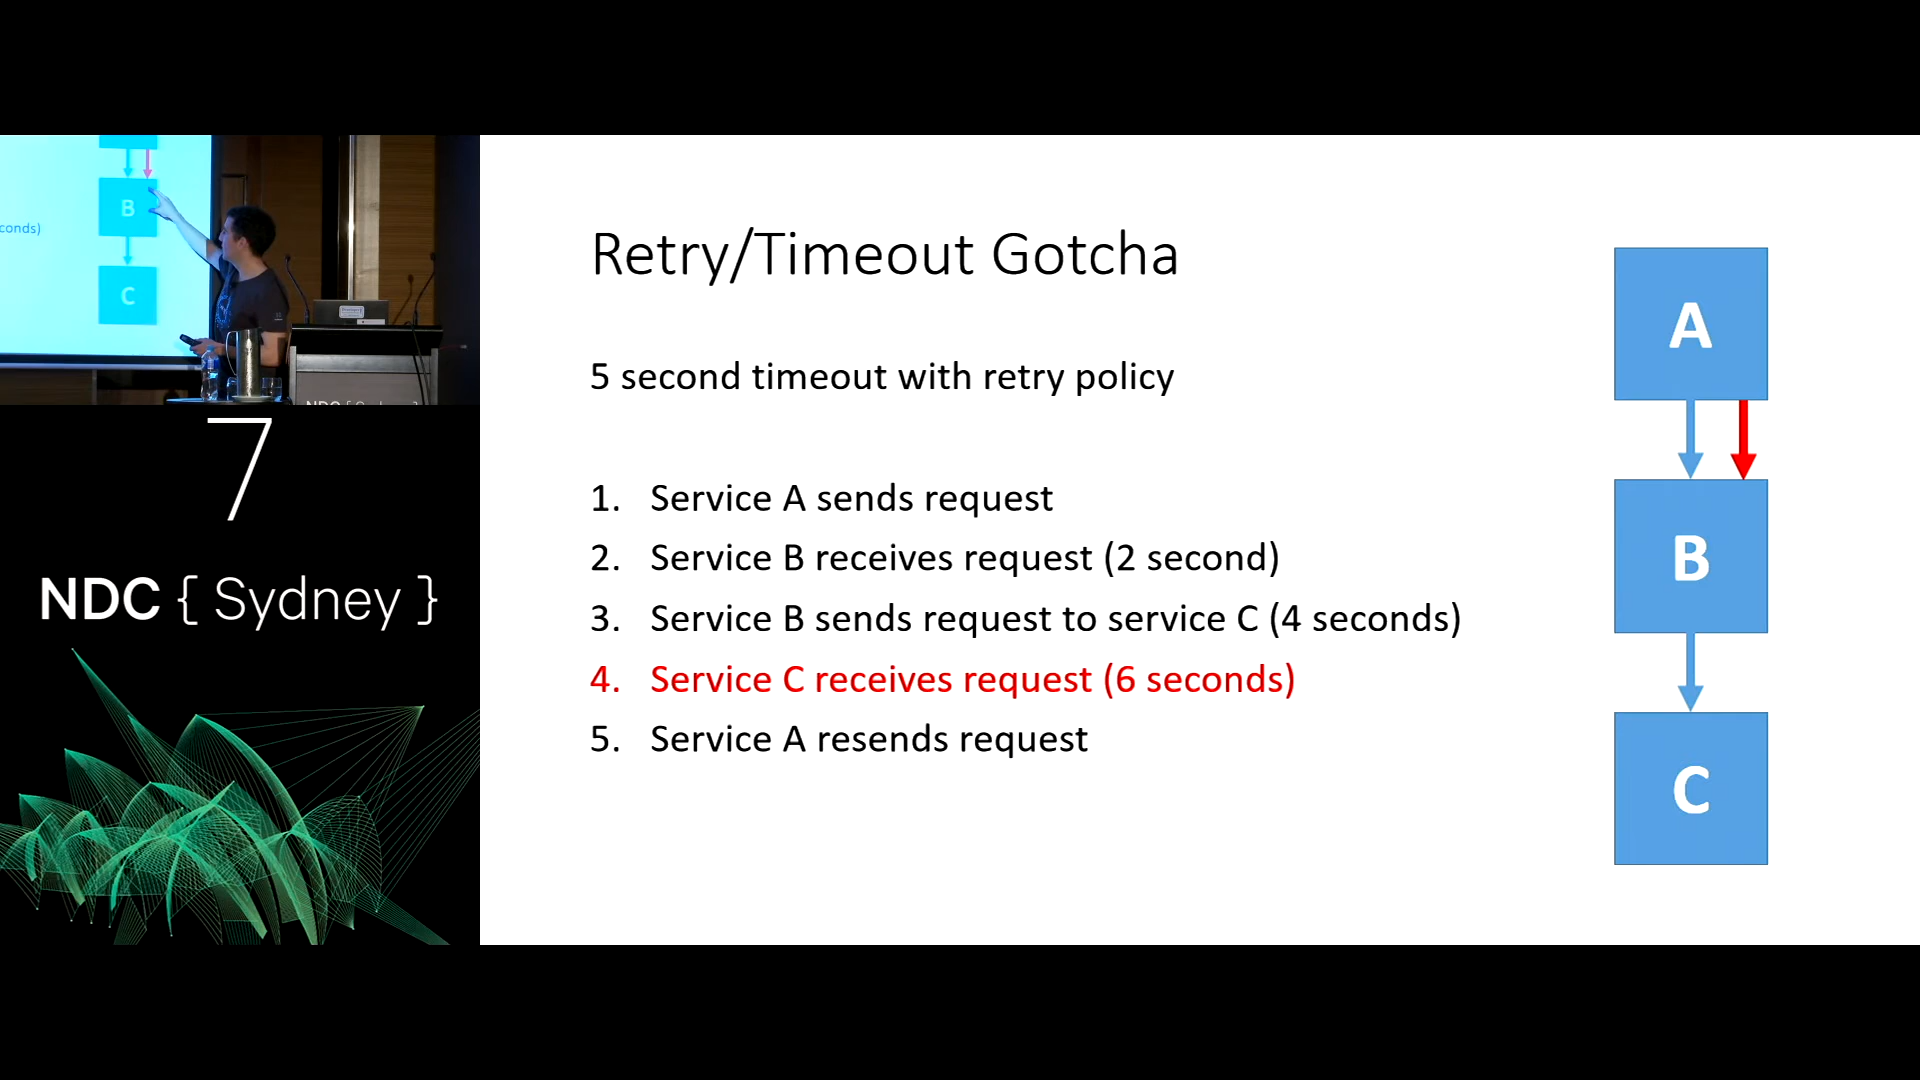 conds)
B
C
NDC { Sydney }
7
NDC { Sydney }
Retry/Timeout Gotcha
5 second timeout with retry policy
1. Service A sends request
2. Service B receives request (2 second)
3. Service B sends request to service C (4 seconds)
4. Service C receives request (6 seconds)
5. Service A resends request
A
B
C